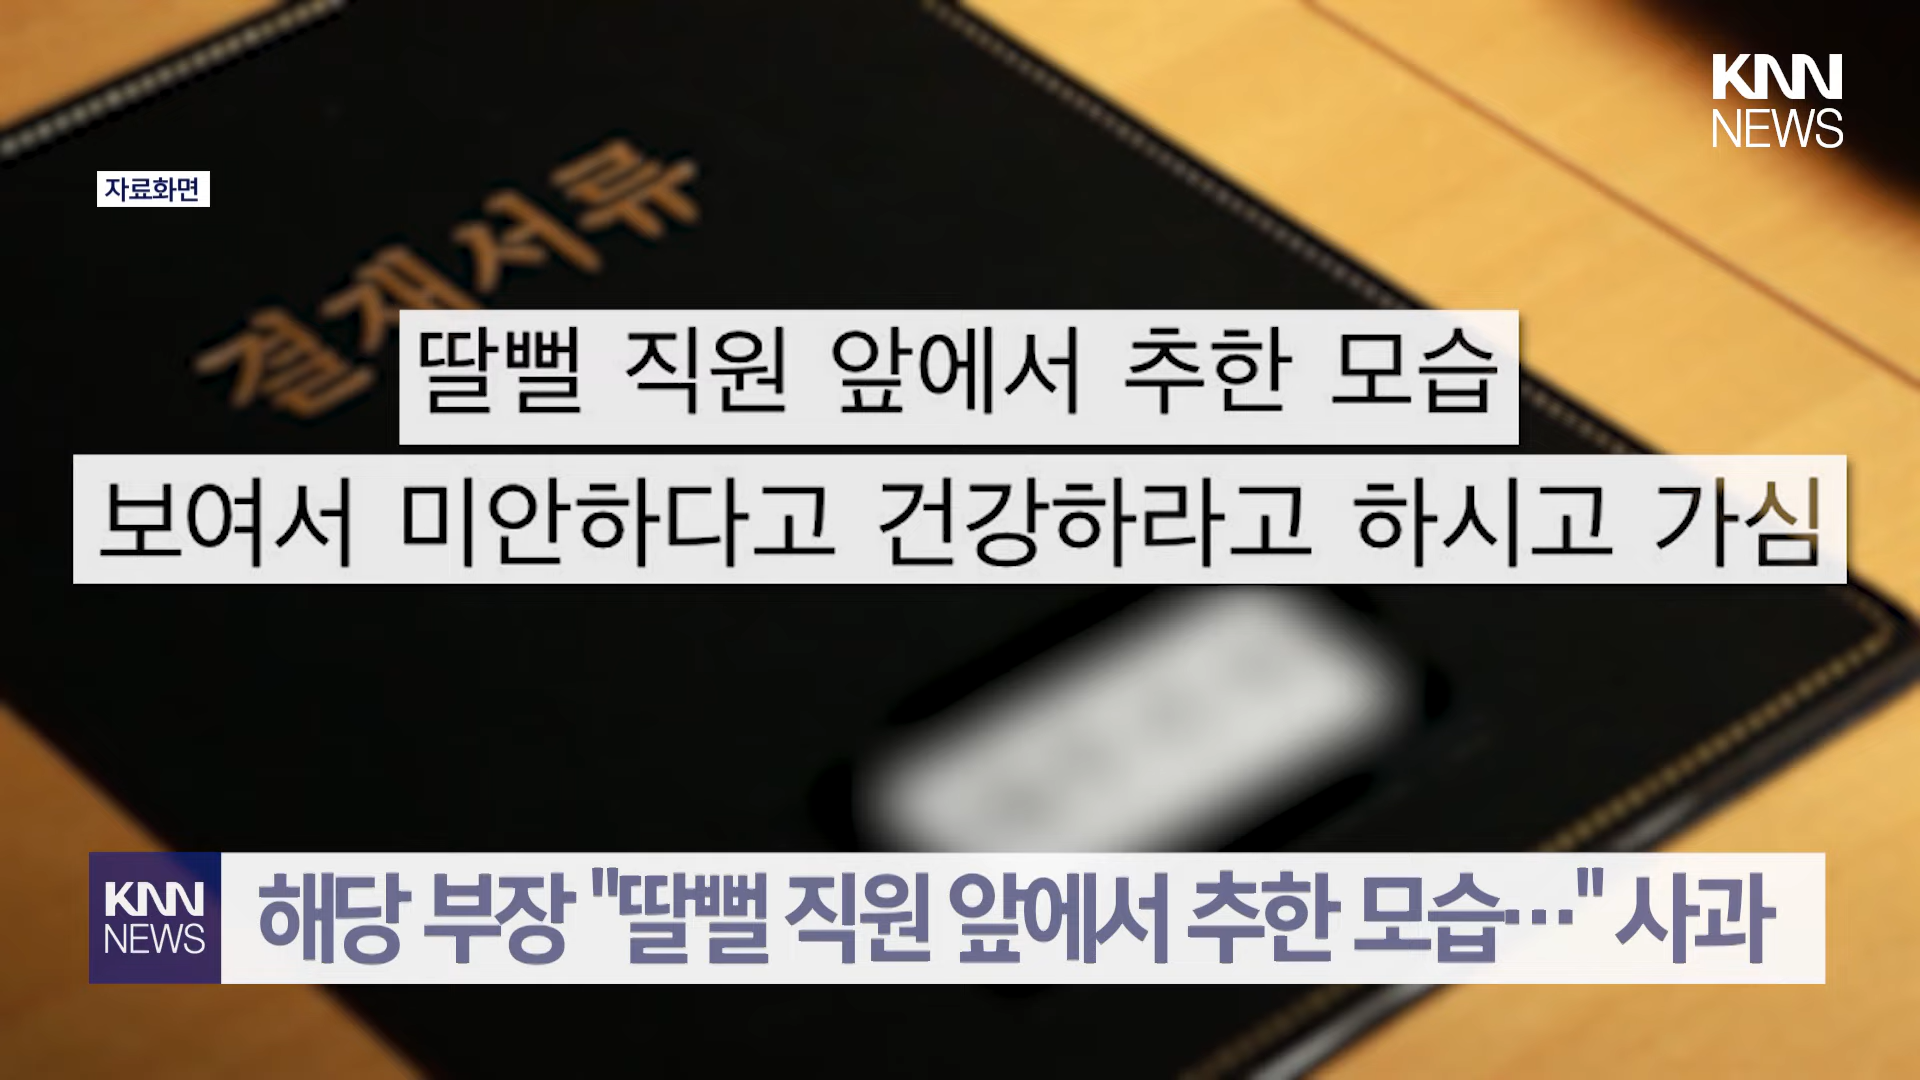 KNN
NEWS
자료화면
결재서류
딸뻘 직원 앞에서 추한 모습
보여서 미안하다고 건강하라고 하시고 가심
KNN
NEWS
해당 부장 "딸뻘 직원 앞에서 추한 모습…" 사과